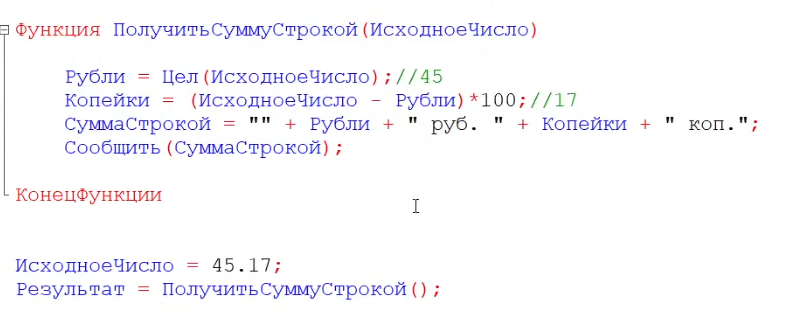 Функция ПолучитьСуммуСтрокой(ИсходноеЧисло)
Рубли = Цел(ИсходноеЧисло);//45
Копейки = (ИсходноеЧисло - Рубли)*100;//17
СуммаСтрокой = "" + Рубли + " руб. " + Копейки + " коп.";
Сообщить(СуммаСтрокой);
КонецФункции
ИсходноеЧисло = 45.17;
Результат = ПолучитьСуммуСтрокой();